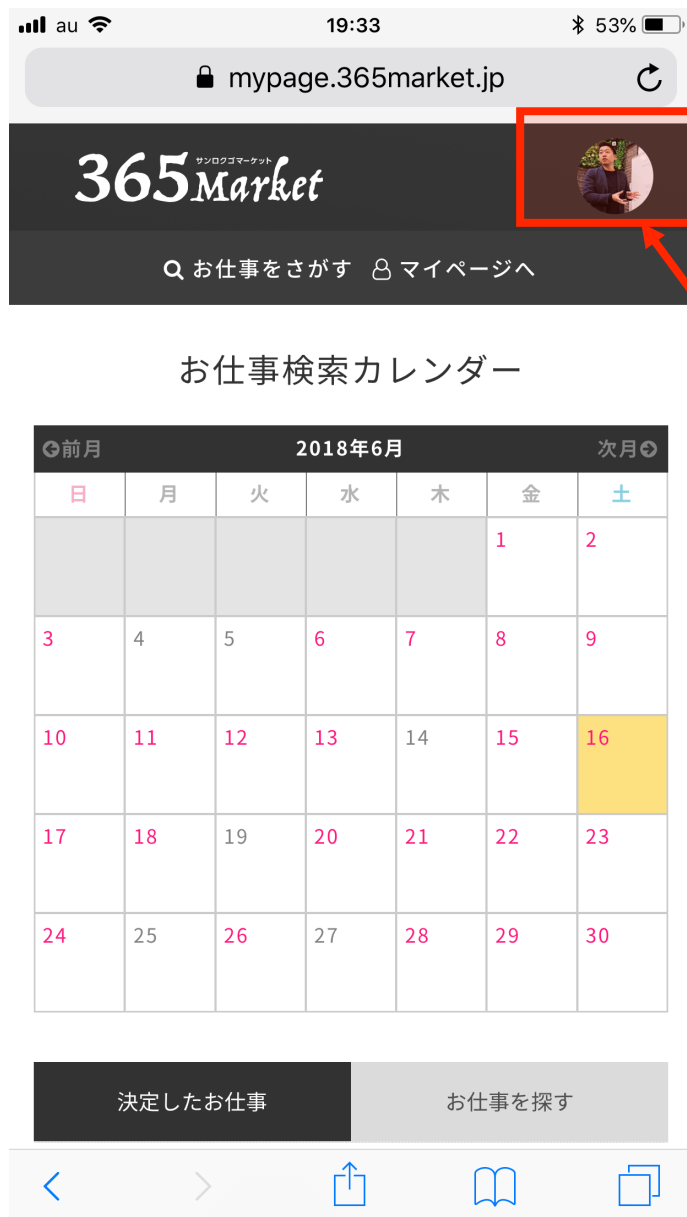 au 19:33 53%
mypage.365market.jp
サンロクゴマーケット
365Market
お仕事をさがす マイページへ
お仕事検索カレンダー
前月 2018年6月 次月
日 月 火 水 木 金 土
1 2
3 4 5 6 7 8 9
10 11 12 13 14 15 16
17 18 19 20 21 22 23
24 25 26 27 28 29 30
決定したお仕事 お仕事を探す